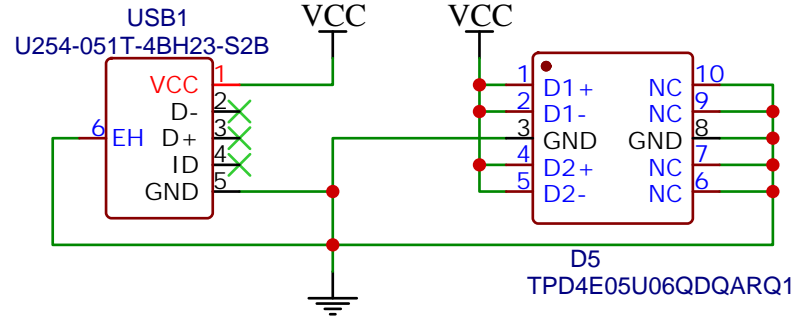 USB1
U254-051T-4BH23-S2B
VCC
VCC
VCC 1
D- 2
D+ 3
ID 4
GND 5
6 EH
1 D1+
2 D1-
3 GND
4 D2+
5 D2-
NC 10
NC 9
GND 8
NC 7
NC 6
D5
TPD4E05U06QDQARQ1